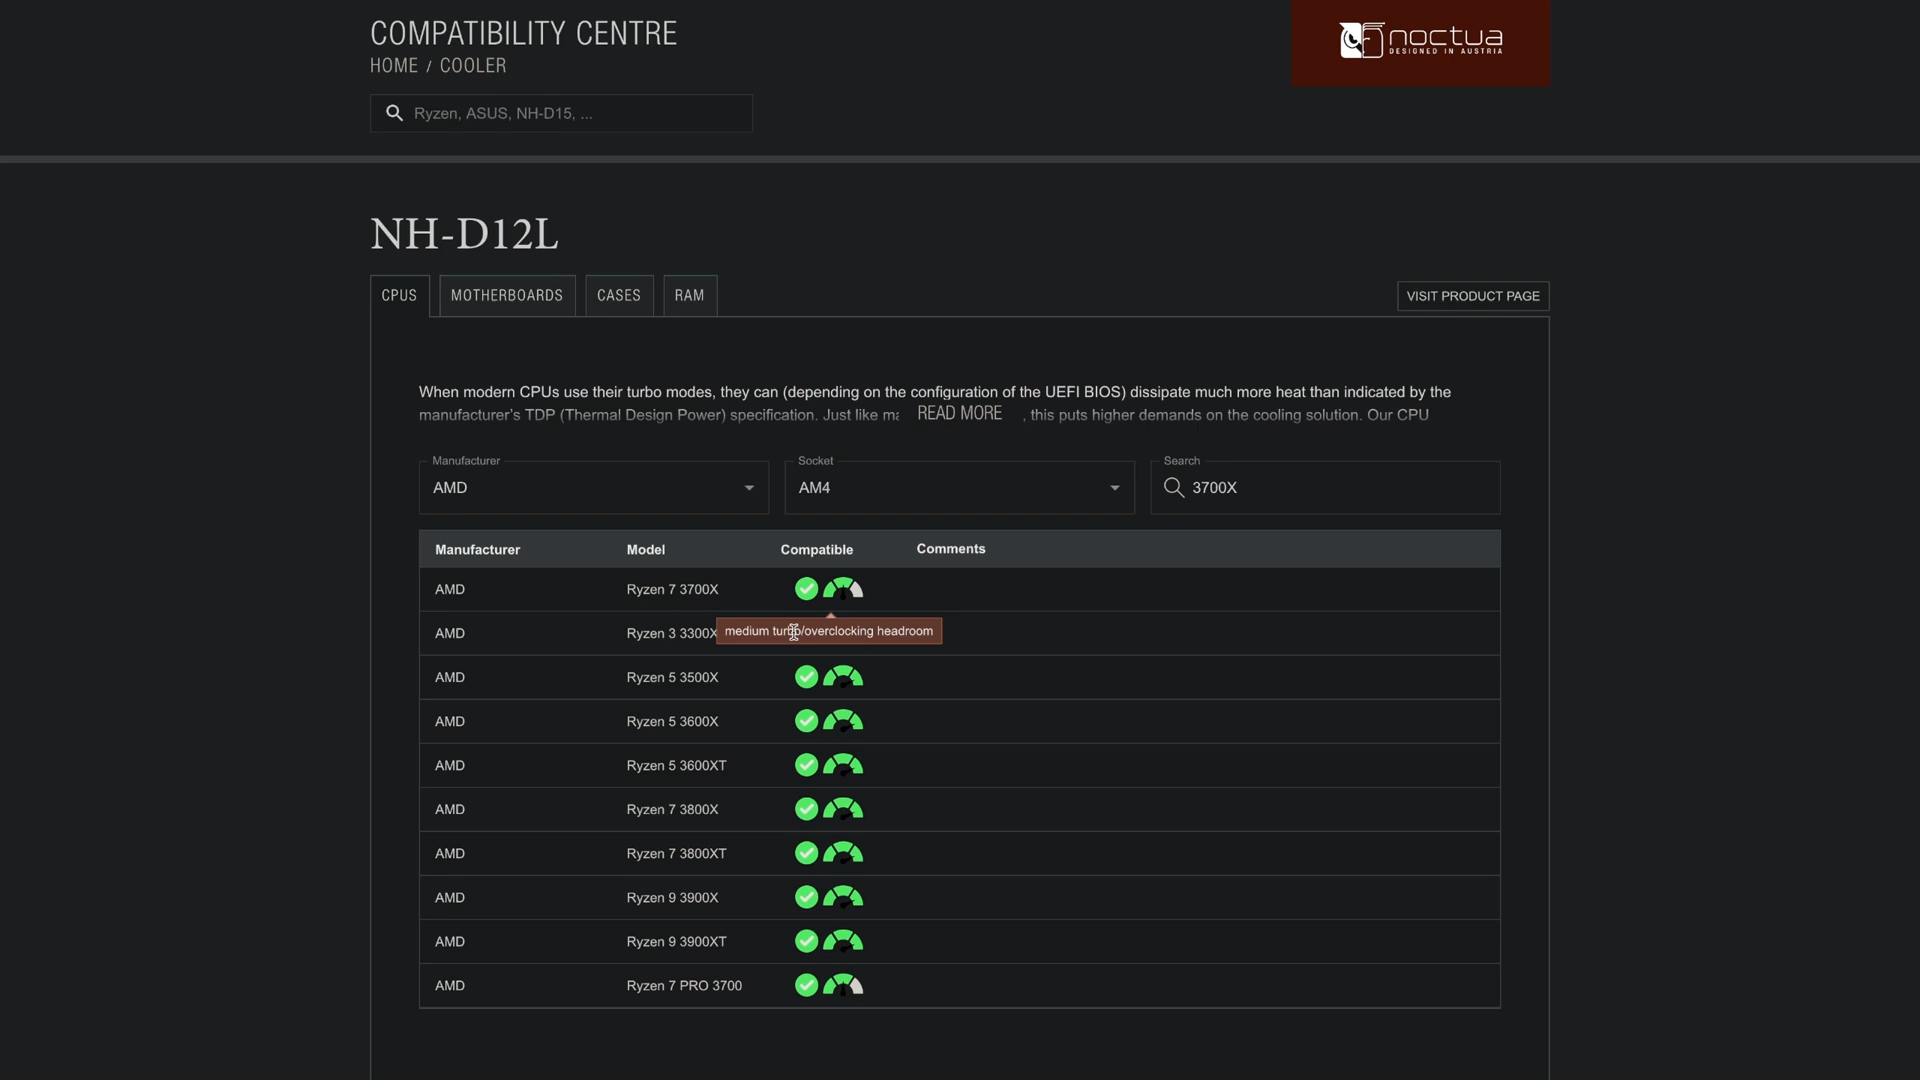 COMPATIBILITY CENTRE
HOME / COOLER
noctua
DESIGNED IN AUSTRIA
Ryzen, ASUS, NH-D15, ...
NH-D12L
CPUS
MOTHERBOARDS
CASES
RAM
VISIT PRODUCT PAGE
When modern CPUs use their turbo modes, they can (depending on the configuration of the UEFI BIOS) dissipate much more heat than indicated by the
manufacturer's TDP (Thermal Design Power) specification. Just like READ MORE , this puts higher demands on the cooling solution. Our CPU
Manufacturer
AMD
Socket
AM4
Search
3700X
Manufacturer Model Compatible Comments
AMD Ryzen 7 3700X
AMD Ryzen 3 3300X
medium turbo/overclocking headroom
AMD Ryzen 5 3500X
AMD Ryzen 5 3600X
AMD Ryzen 5 3600XT
AMD Ryzen 7 3800X
AMD Ryzen 7 3800XT
AMD Ryzen 9 3900X
AMD Ryzen 9 3900XT
AMD Ryzen 7 PRO 3700